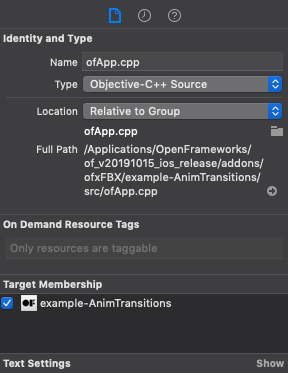 Identity and Type
Name ofApp.cpp
Type Objective-C++ Source
Location Relative to Group
ofApp.cpp
Full Path /Applications/OpenFrameworks/
of_v20191015_ios_release/addons/
ofxFBX/example-AnimTransitions/
src/ofApp.cpp
On Demand Resource Tags
Only resources are taggable
Target Membership
OF example-AnimTransitions
Text Settings Show